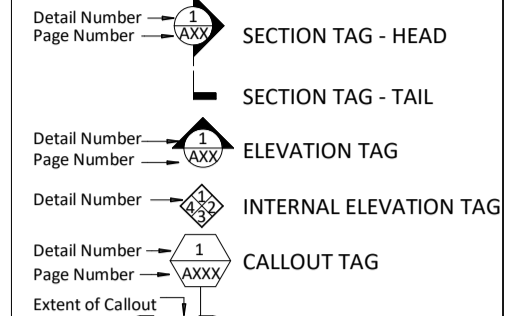 Detail Number
1
Page Number
AXX
SECTION TAG - HEAD
SECTION TAG - TAIL
Detail Number
1
Page Number
AXX
ELEVATION TAG
Detail Number
1
4 2
3
INTERNAL ELEVATION TAG
Detail Number
1
Page Number
AXXX
CALLOUT TAG
Extent of Callout